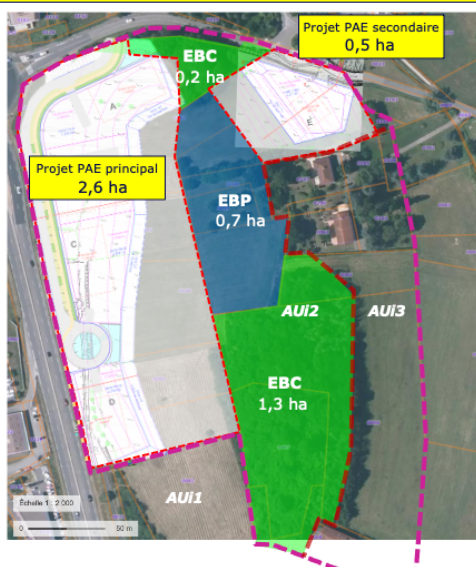 Projet PAE secondaire
0,5 ha
EBC
0,2 ha
A
Projet PAE principal
2,6 ha
EBP
0,7 ha
C
AUi2
AUi3
EBC
1,3 ha
D
AUi1
Échelle 1 : 2 000
0 50 m